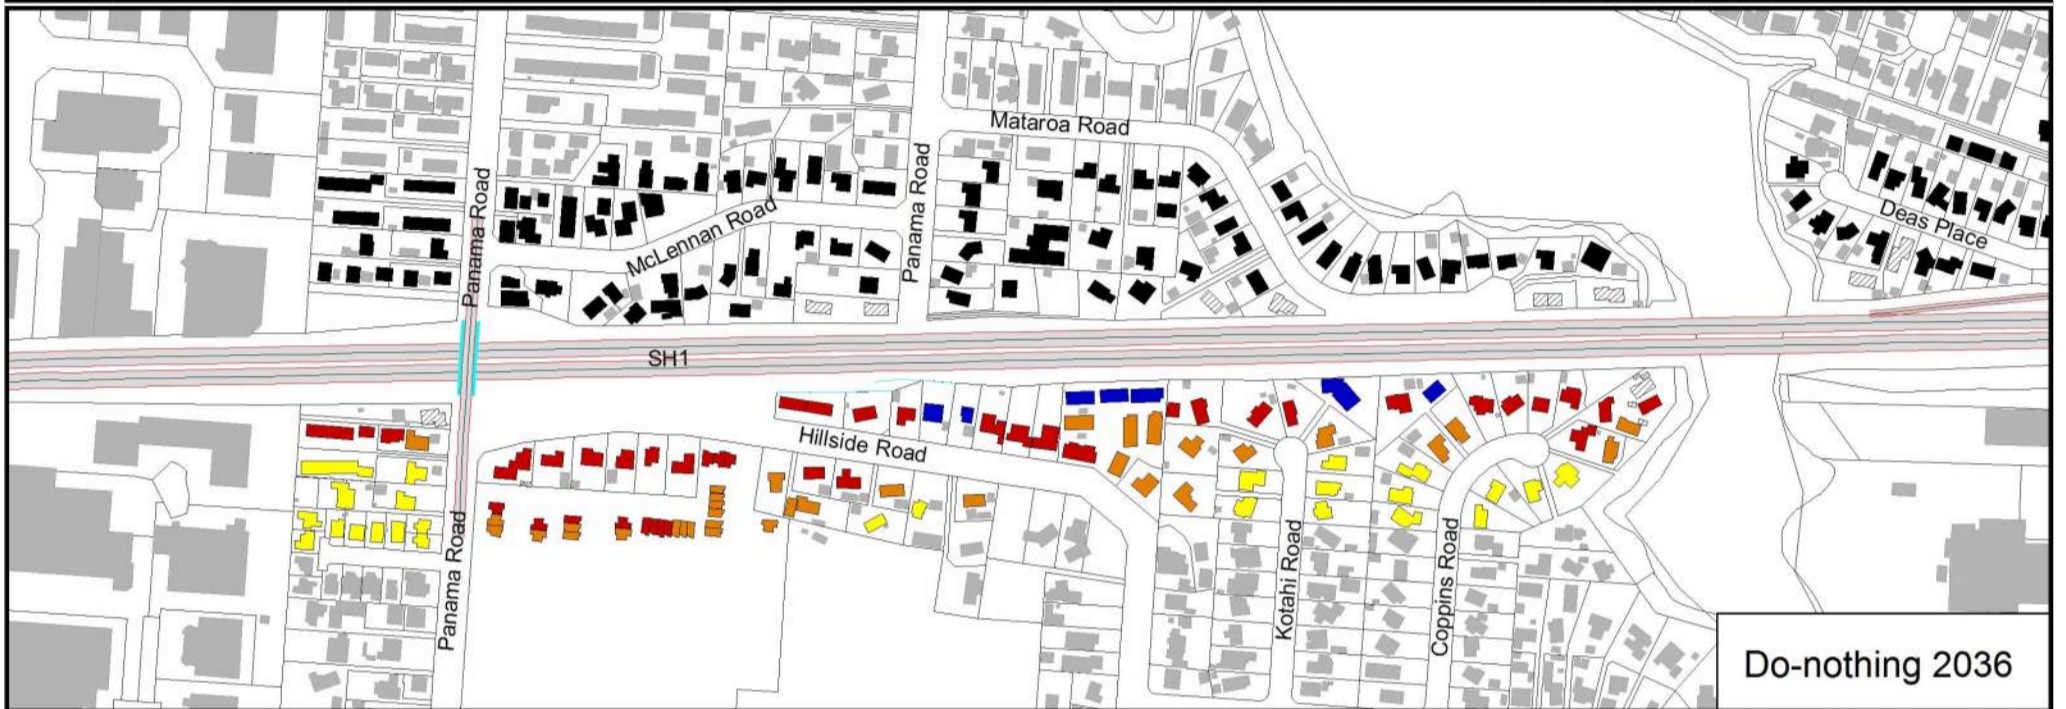 Mataroa Road
Panama Road
Panama Road
McLennan Road
Deas Place
SH1
Hillside Road
Panama Road
Kotahi Road
Coppins Road
Do-nothing 2036